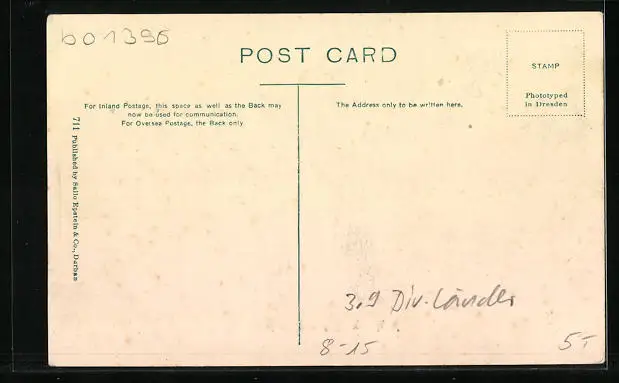 b01396
POST CARD
STAMP
Phototyped
in Dresden
For Inland Postage, this space as well as the Back may
now be used for communication.
For Oversea Postage, the Back only.
The Address only to be written here.
711 Published by Sallo Epstein & Co., Durban
3.9 Div. Länder
8-15
5T